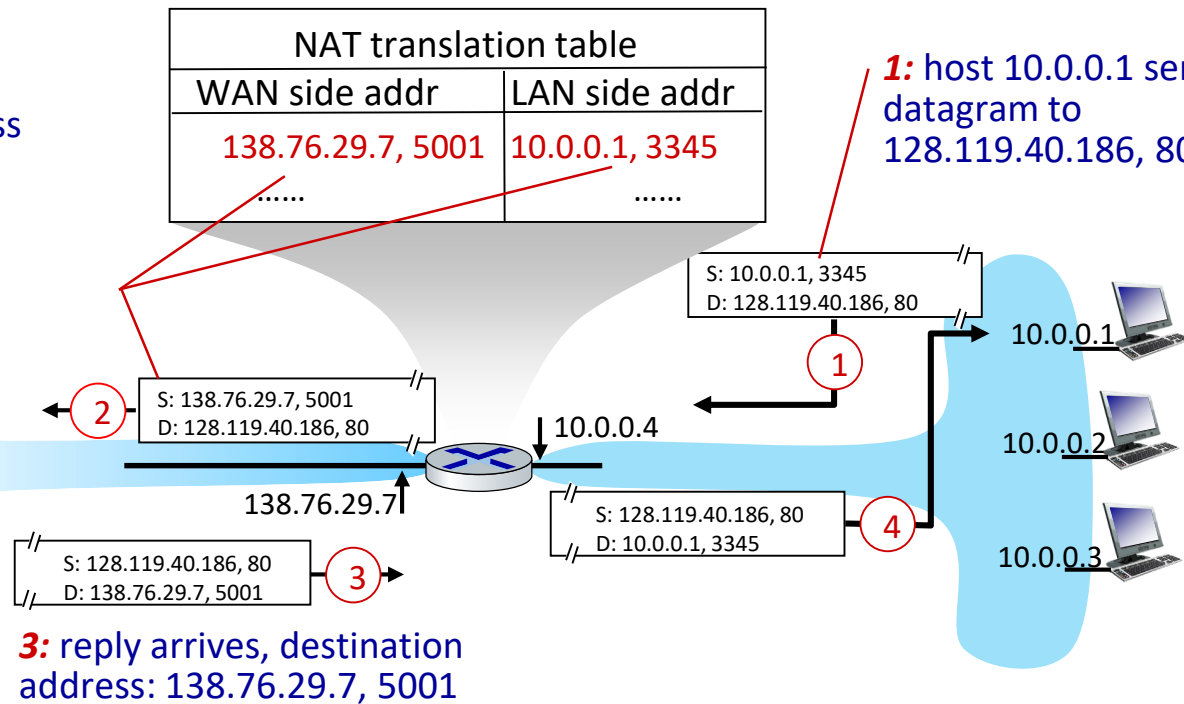 NAT translation table
WAN side addr LAN side addr
138.76.29.7, 5001 10.0.0.1, 3345
...... ......
1: host 10.0.0.1
datagram to
128.119.40.186,
S: 10.0.0.1, 3345
D: 128.119.40.186, 80
1
10.0.0.1
S: 138.76.29.7, 5001
D: 128.119.40.186, 80
2
10.0.0.4
10.0.0.2
138.76.29.7
S: 128.119.40.186, 80
D: 10.0.0.1, 3345
4
10.0.0.3
S: 128.119.40.186, 80
D: 138.76.29.7, 5001
3
3: reply arrives, destination
address: 138.76.29.7, 5001